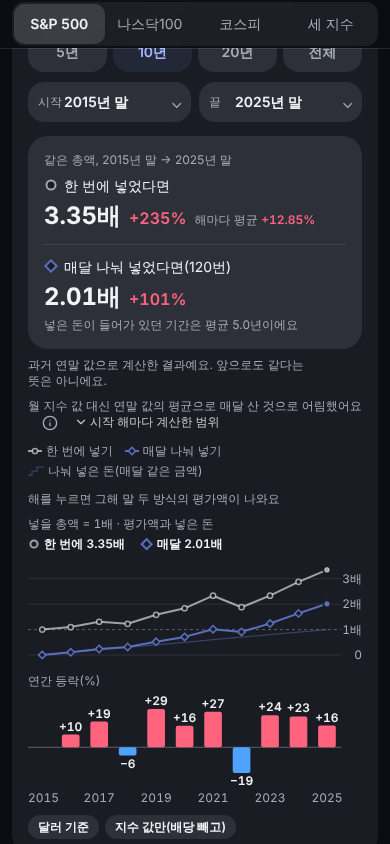 S&P 500 나스닥100 코스피 세 지수
5년 10년 20년 전체
시작 2015년 말 끝 2025년 말
같은 총액, 2015년 말 → 2025년 말
한 번에 넣었다면
3.35배 +235% 해마다 평균 +12.85%
매달 나눠 넣었다면(120번)
2.01배 +101%
넣은 돈이 들어가 있던 기간은 평균 5.0년이에요
과거 연말 값으로 계산한 결과예요. 앞으로도 같다는
뜻은 아니에요.
월 지수 값 대신 연말 값의 평균으로 매달 산 것으로 어림했어요
시작 해마다 계산한 범위
한 번에 넣기 매달 나눠 넣기
나눠 넣은 돈(매달 같은 금액)
해를 누르면 그해 말 두 방식의 평가액이 나와요
넣을 총액 = 1배 · 평가액과 넣은 돈
한 번에 3.35배 매달 2.01배
3배
2배
1배
0
연간 등락(%)
+10 +19 −6 +29 +16 +27 −19 +24 +23 +16
2015 2017 2019 2021 2023 2025
달러 기준 지수 값만(배당 빼고)